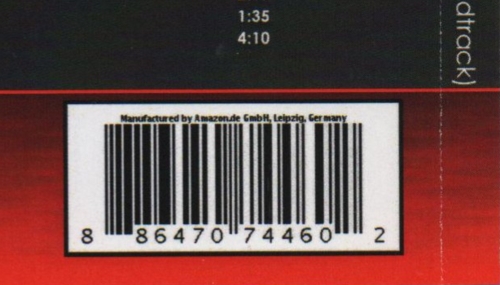 1:35
4:10
dtrack)
Manufactured by Amazon.de GmbH, Leipzig, Germany
8 86470 74460 2